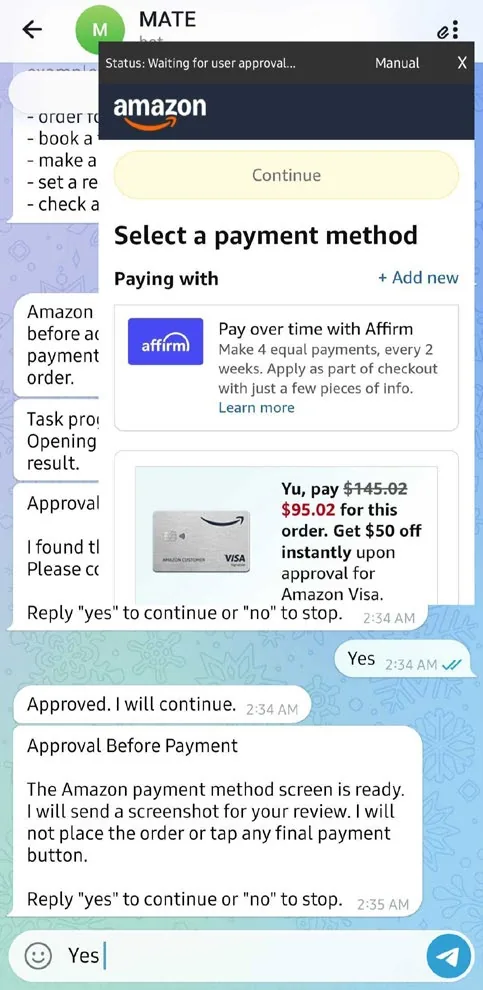 MATE
bot
Status: Waiting for user approval... Manual X
amazon
- order fo
- book a
- make a
- set a re
- check a
Continue
Select a payment method
Paying with + Add new
affirm
Pay over time with Affirm
Make 4 equal payments, every 2
weeks. Apply as part of checkout
with just a few pieces of info.
Learn more
Amazon
before ac
payment
order.
Task prog
Opening
result.
Approval
I found th
Please co
AMAZON CUSTOMER
VISA
Signature
Yu, pay $145.02
$95.02 for this
order. Get $50 off
instantly upon
approval for
Amazon Visa.
Reply "yes" to continue or "no" to stop. 2:34 AM
Yes 2:34 AM
Approved. I will continue. 2:34 AM
Approval Before Payment
The Amazon payment method screen is ready.
I will send a screenshot for your review. I will
not place the order or tap any final payment
button.
Reply "yes" to continue or "no" to stop. 2:35 AM
Yes